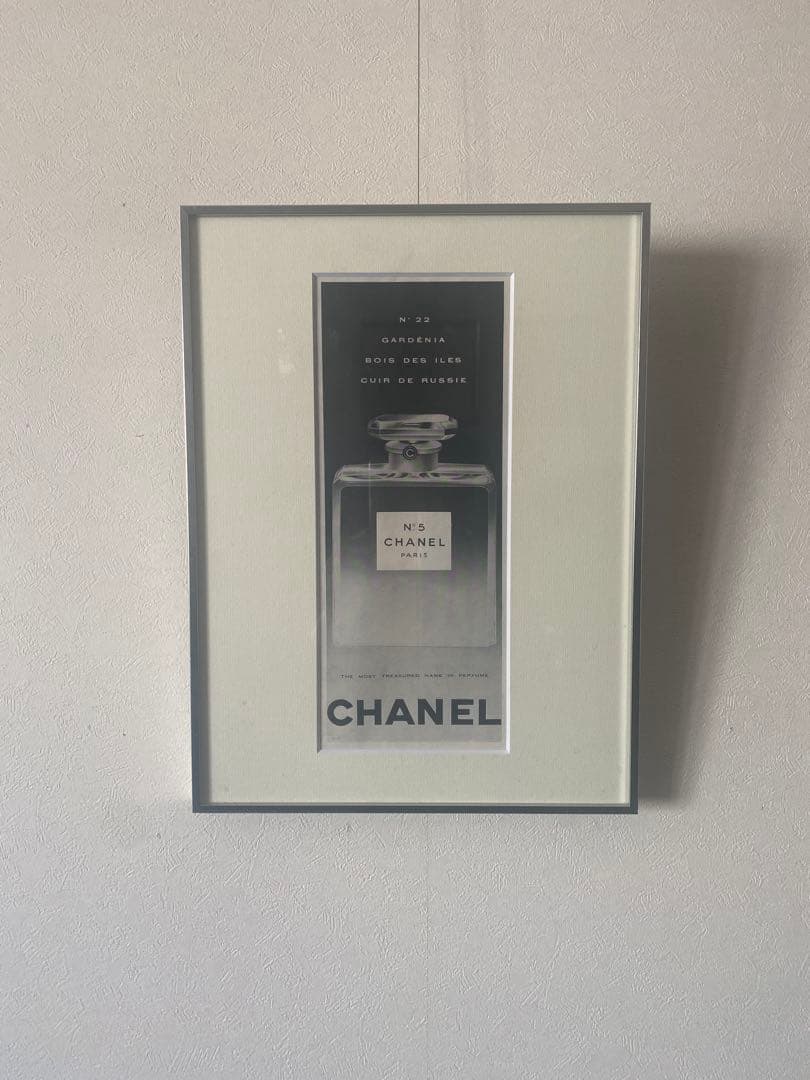 N° 22
GARDÉNIA
BOIS DES ILES
CUIR DE RUSSIE
C
N°5
CHANEL
PARIS
THE MOST TREASURED NAME IN PERFUME
CHANEL